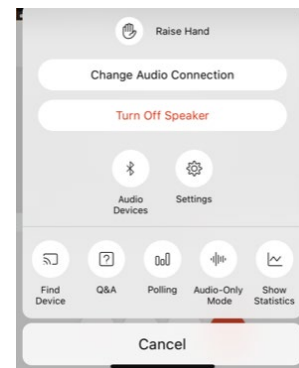 Raise Hand
Change Audio Connection
Turn Off Speaker
Audio
Devices
Settings
Find
Device
Q&A
Polling
Audio-Only
Mode
Show
Statistics
Cancel